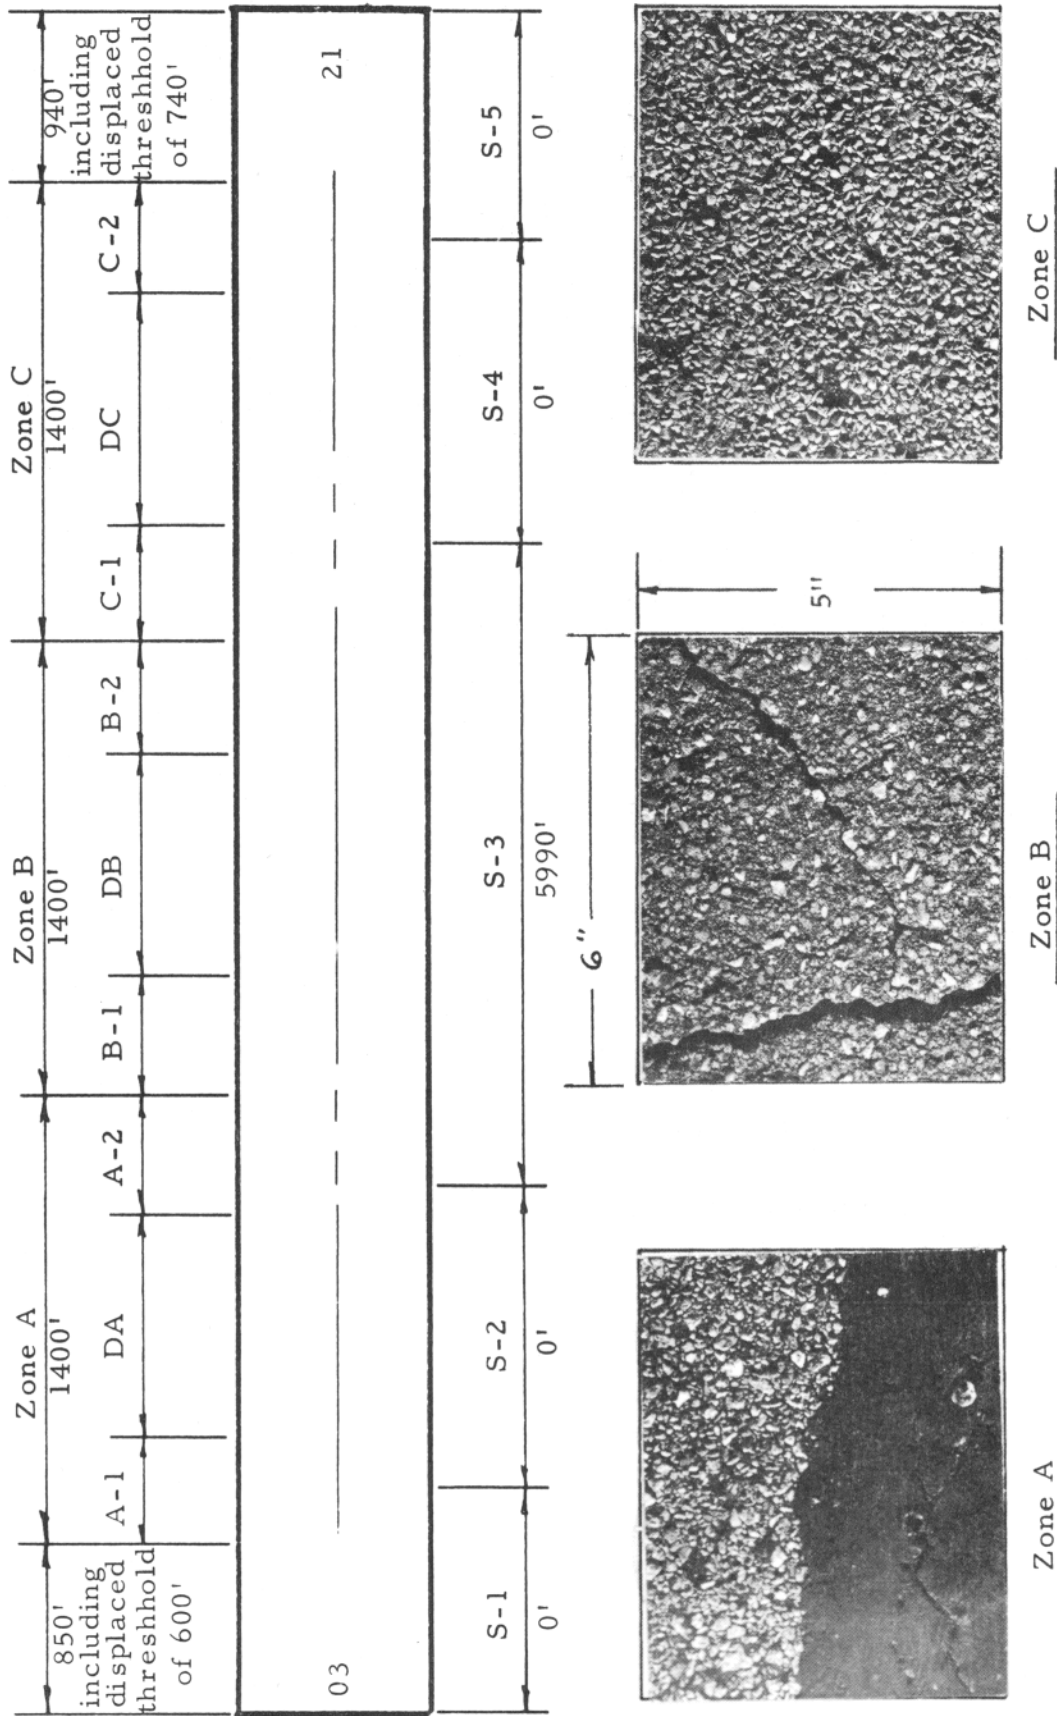 850'
including
displaced
threshhold
of 600'
Zone A
1400'
Zone B
1400'
Zone C
1400'
940'
including
displaced
threshhold
of 740'
A-1
DA
A-2
B-1
DB
B-2
C-1
DC
C-2
03
21
S-1
0'
S-2
0'
S-3
5990'
S-4
0'
S-5
0'
6"
5"
Zone A
Zone B
Zone C